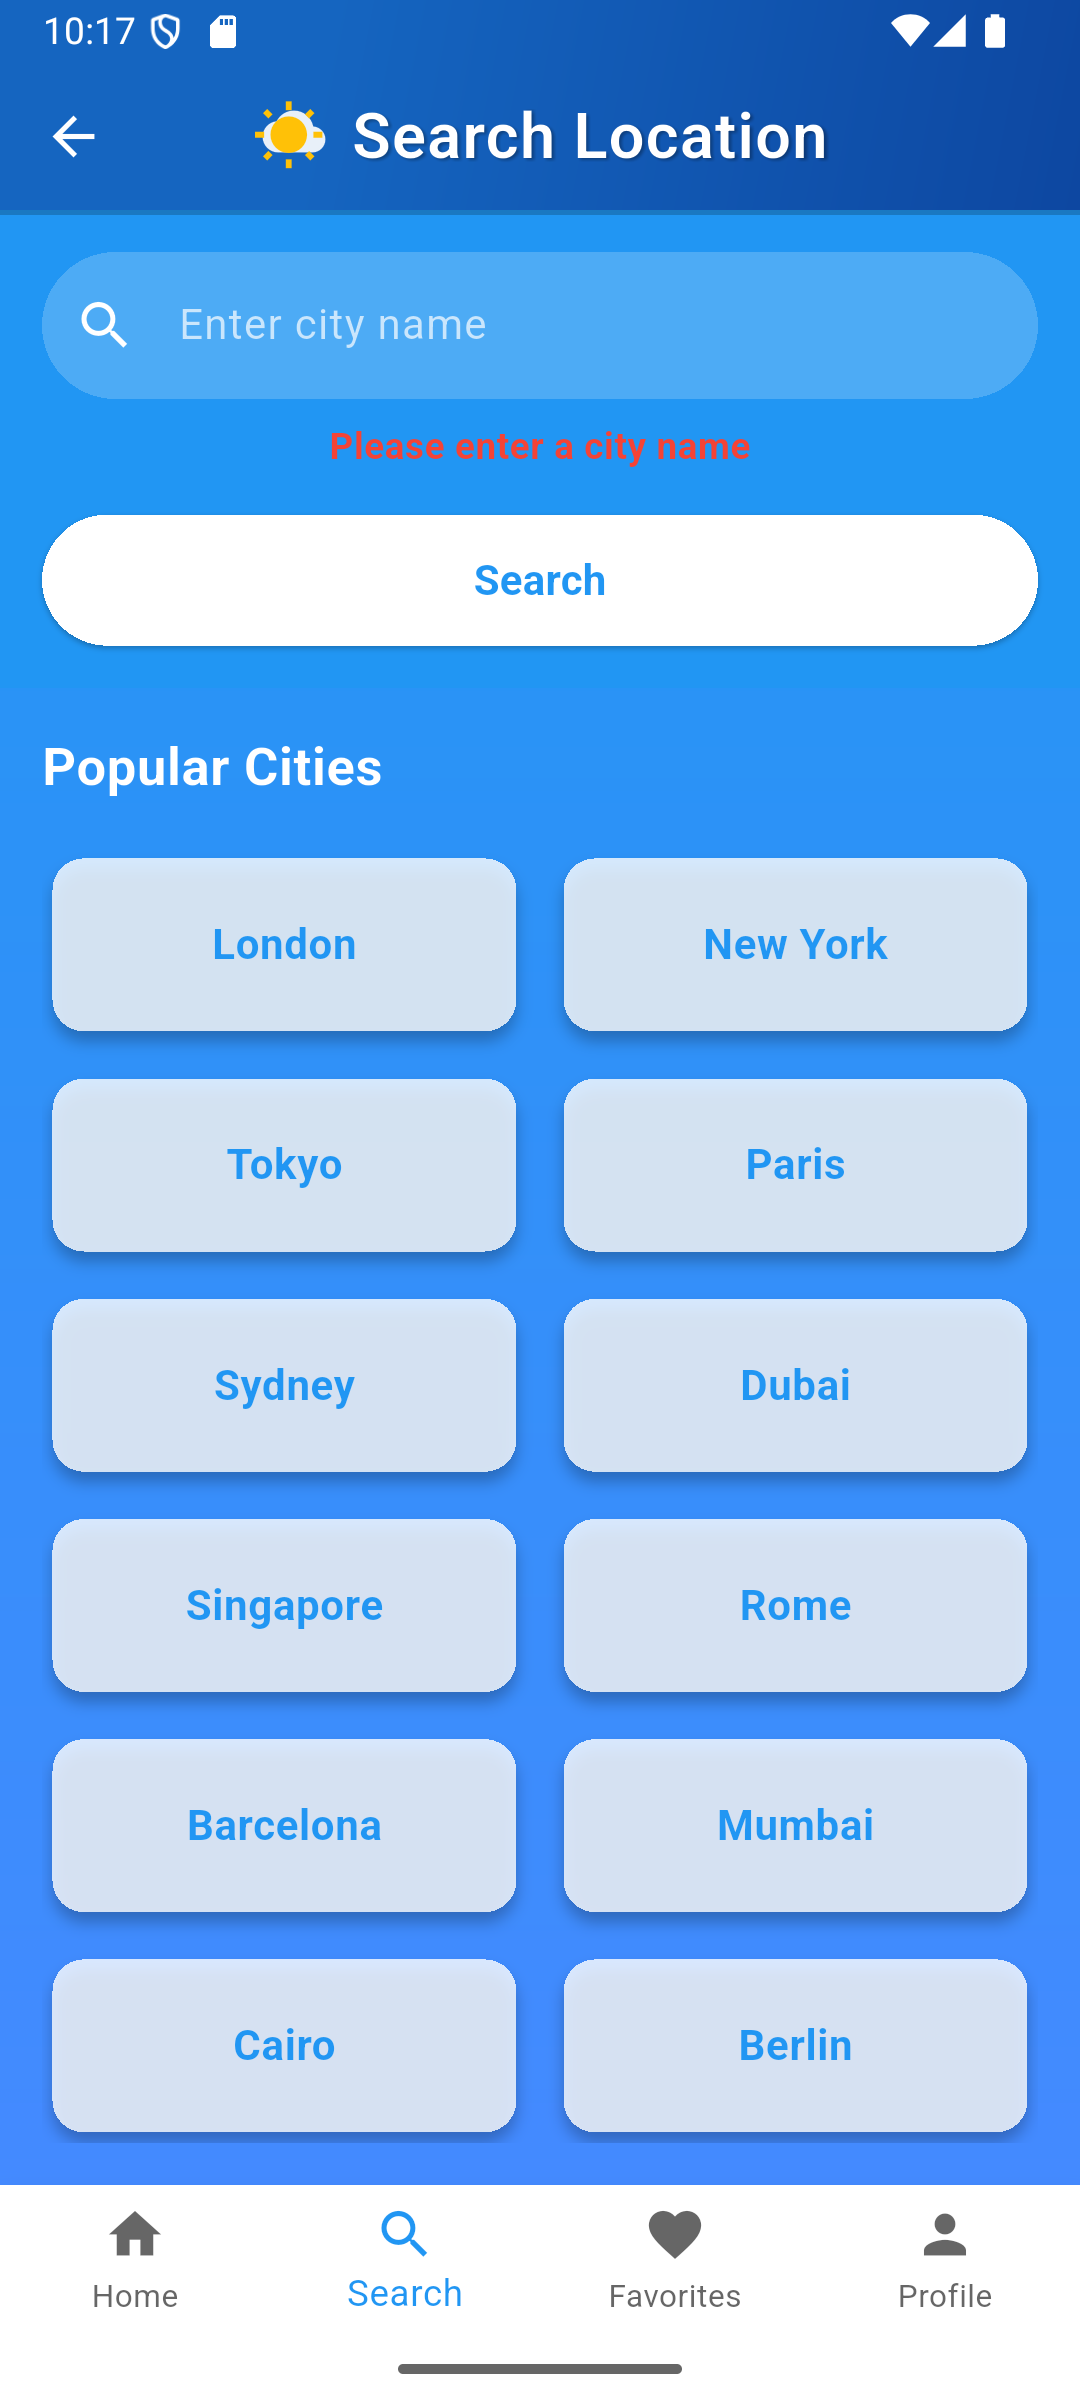 10:17
Search Location
Enter city name
Please enter a city name
Search
Popular Cities
London
New York
Tokyo
Paris
Sydney
Dubai
Singapore
Rome
Barcelona
Mumbai
Cairo
Berlin
Home
Search
Favorites
Profile